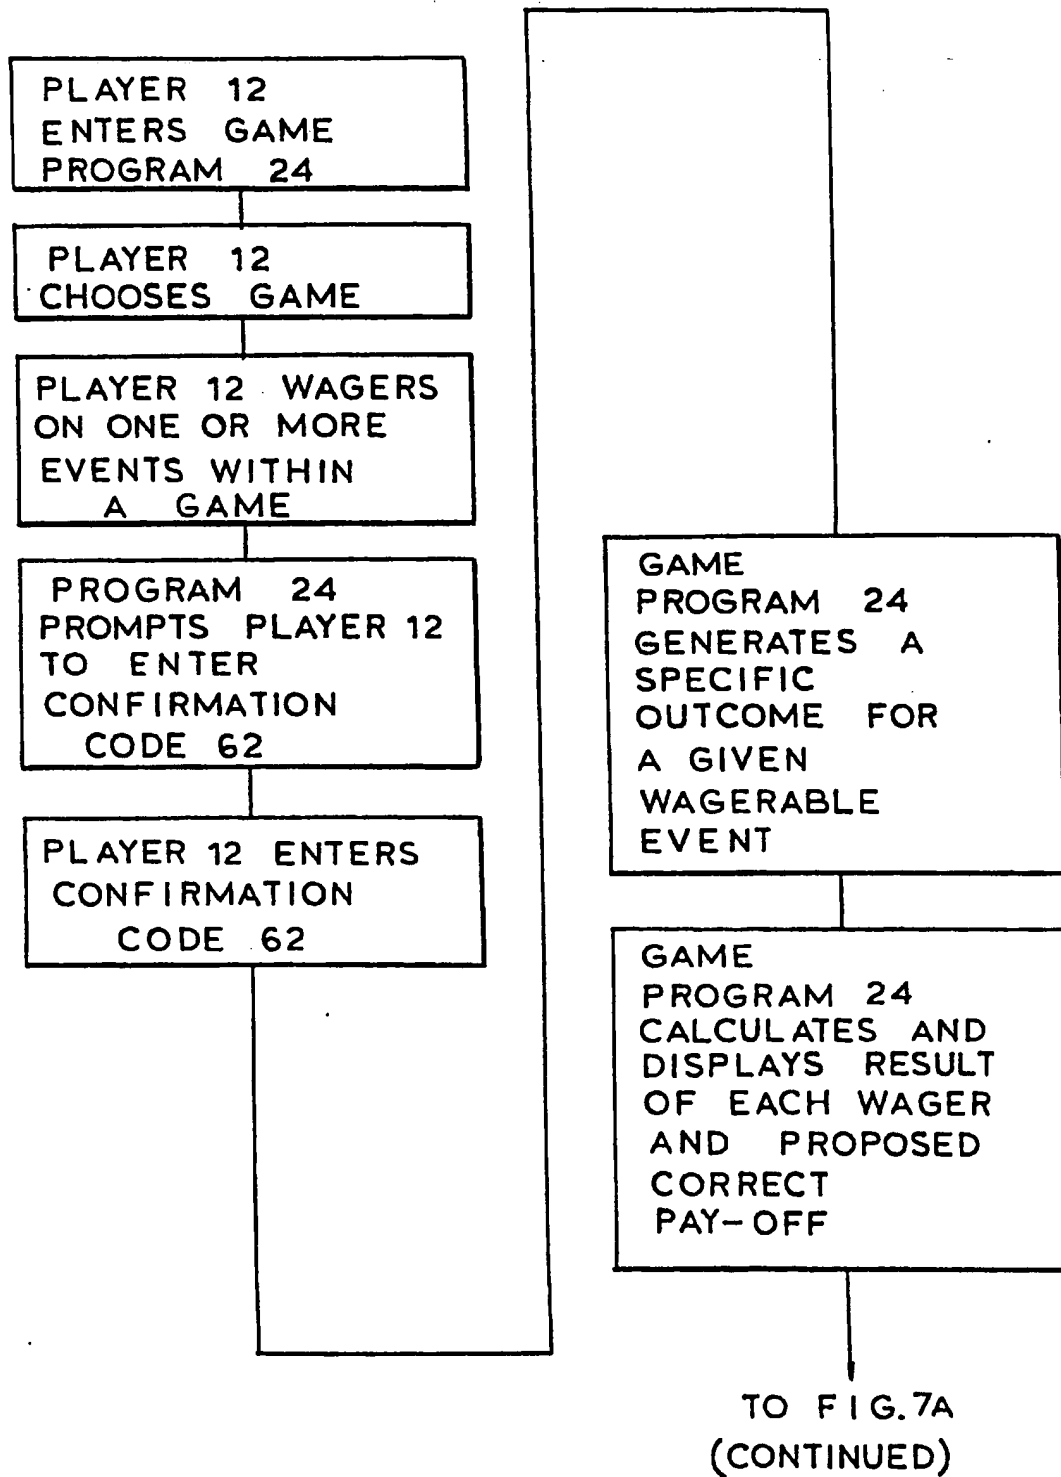 PLAYER 12
ENTERS GAME
PROGRAM 24
PLAYER 12
CHOOSES GAME
PLAYER 12 WAGERS
ON ONE OR MORE
EVENTS WITHIN
A GAME
PROGRAM 24
PROMPTS PLAYER 12
TO ENTER
CONFIRMATION
CODE 62
PLAYER 12 ENTERS
CONFIRMATION
CODE 62
GAME
PROGRAM 24
GENERATES A
SPECIFIC
OUTCOME FOR
A GIVEN
WAGERABLE
EVENT
GAME
PROGRAM 24
CALCULATES AND
DISPLAYS RESULT
OF EACH WAGER
AND PROPOSED
CORRECT
PAY-OFF
TO FIG.7A
(CONTINUED)